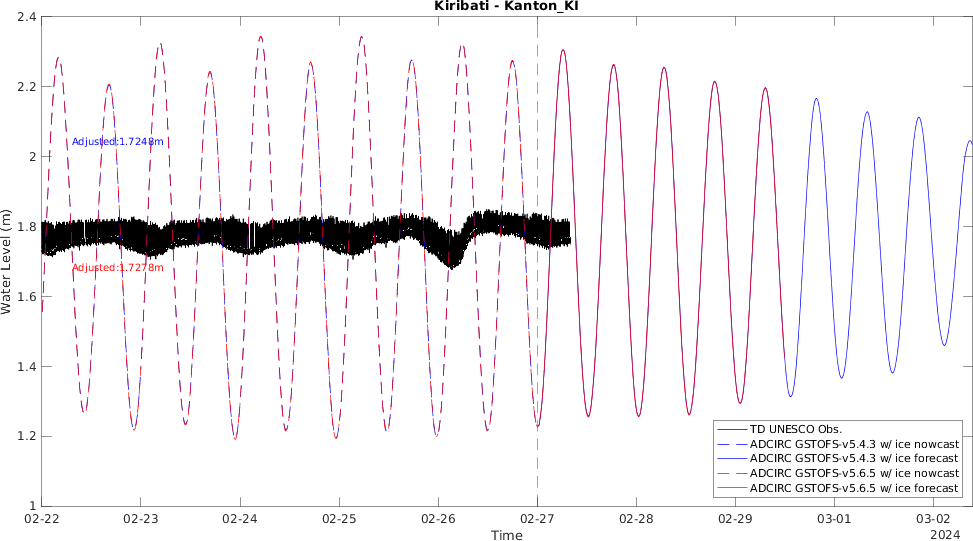 Kiribati - Kanton_KI
2.4
2.2
2
1.8
1.6
1.4
1.2
1
Water Level (m)
Adjusted:1.7248m
Adjusted:1.7278m
TD UNESCO Obs.
ADCIRC GSTOFS-v5.4.3 w/ ice nowcast
ADCIRC GSTOFS-v5.4.3 w/ ice forecast
ADCIRC GSTOFS-v5.6.5 w/ ice nowcast
ADCIRC GSTOFS-v5.6.5 w/ ice forecast
02-22 02-23 02-24 02-25 02-26 02-27 02-28 02-29 03-01 03-02
Time
2024